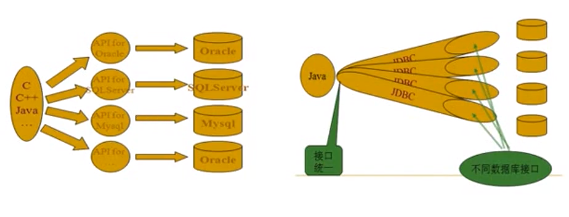 C
C++
Java
...
API for
Oracle
API for
SQLServer
API for
Mysql
API for
...
Oracle
SQLServer
Mysql
Oracle
Java
JDBC
JDBC
JDBC
JDBC
接口
统一
不同数据库接口